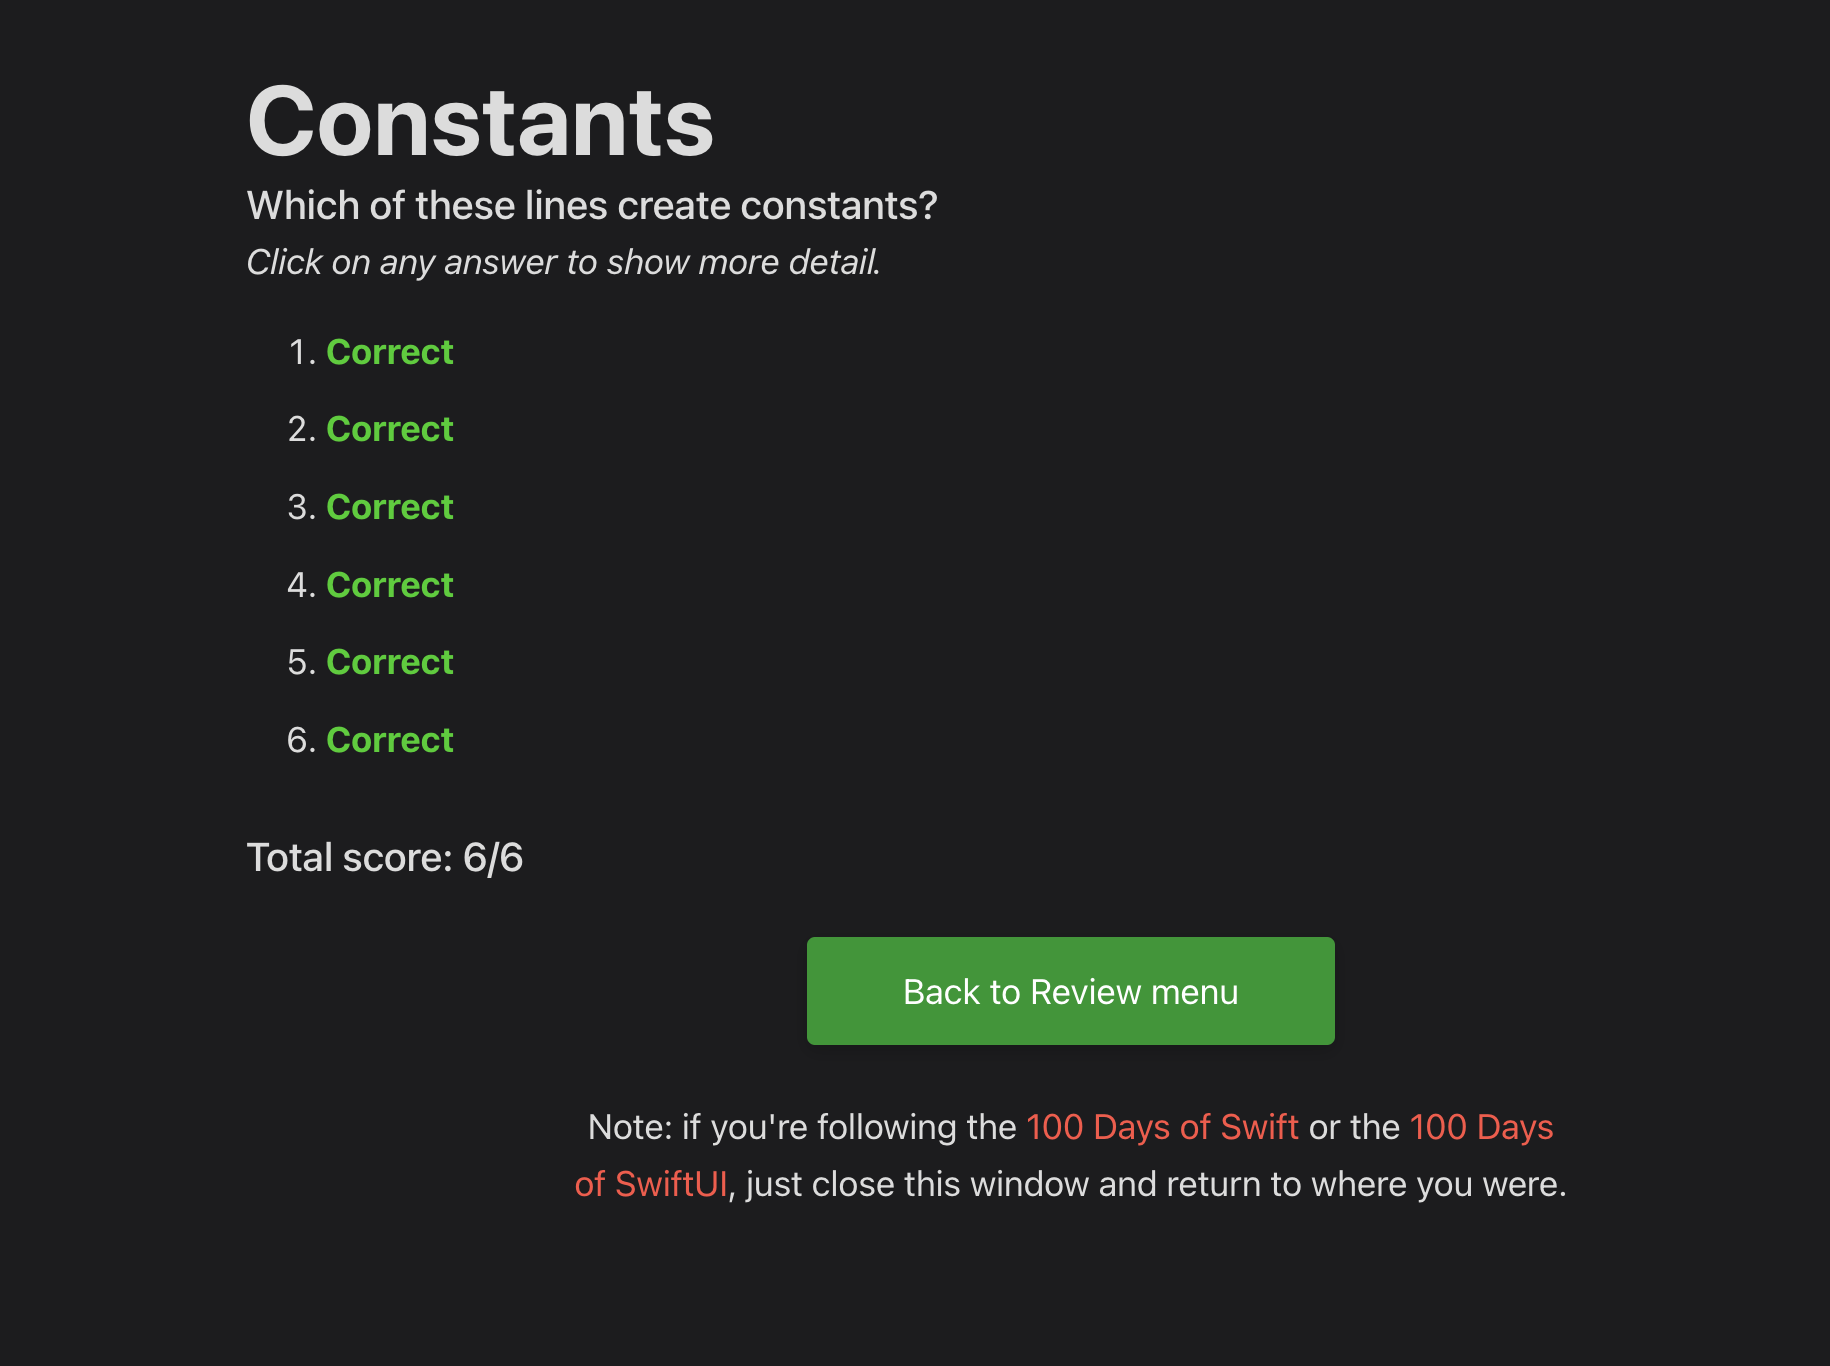 Constants
Which of these lines create constants?
Click on any answer to show more detail.
1. Correct
2. Correct
3. Correct
4. Correct
5. Correct
6. Correct
Total score: 6/6
Back to Review menu
Note: if you're following the 100 Days of Swift or the 100 Days
of SwiftUI, just close this window and return to where you were.